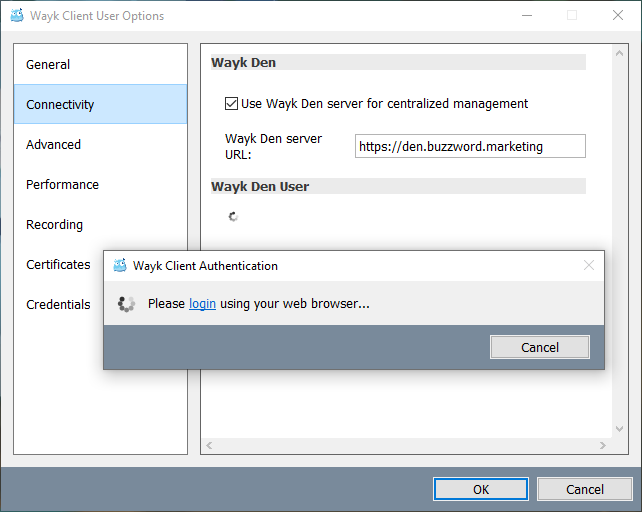 Wayk Client User Options
General
Connectivity
Advanced
Performance
Recording
Certificates
Credentials
Wayk Den
Use Wayk Den server for centralized management
Wayk Den server
URL:
https://den.buzzword.marketing
Wayk Den User
Wayk Client Authentication
Please login using your web browser...
Cancel
OK
Cancel